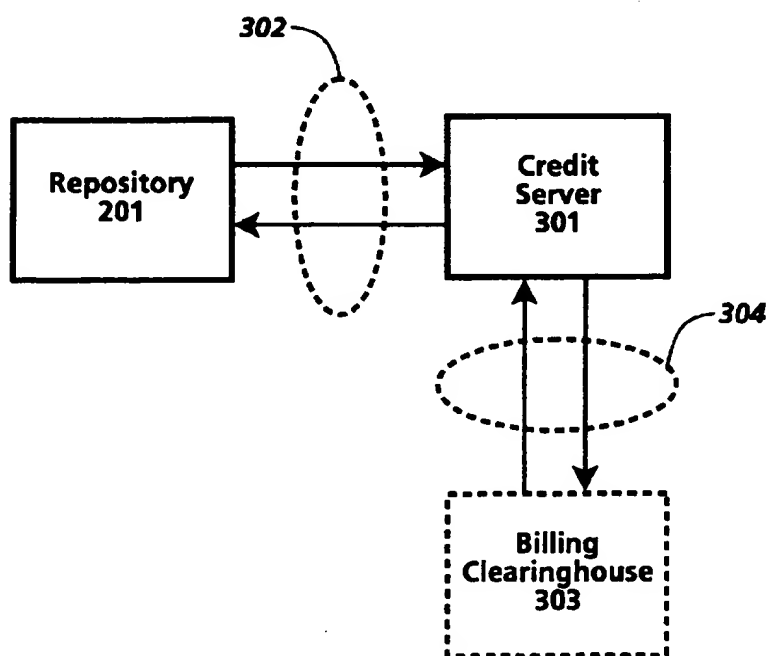 302
Repository
201
Credit
Server
301
304
Billing
Clearinghouse
303